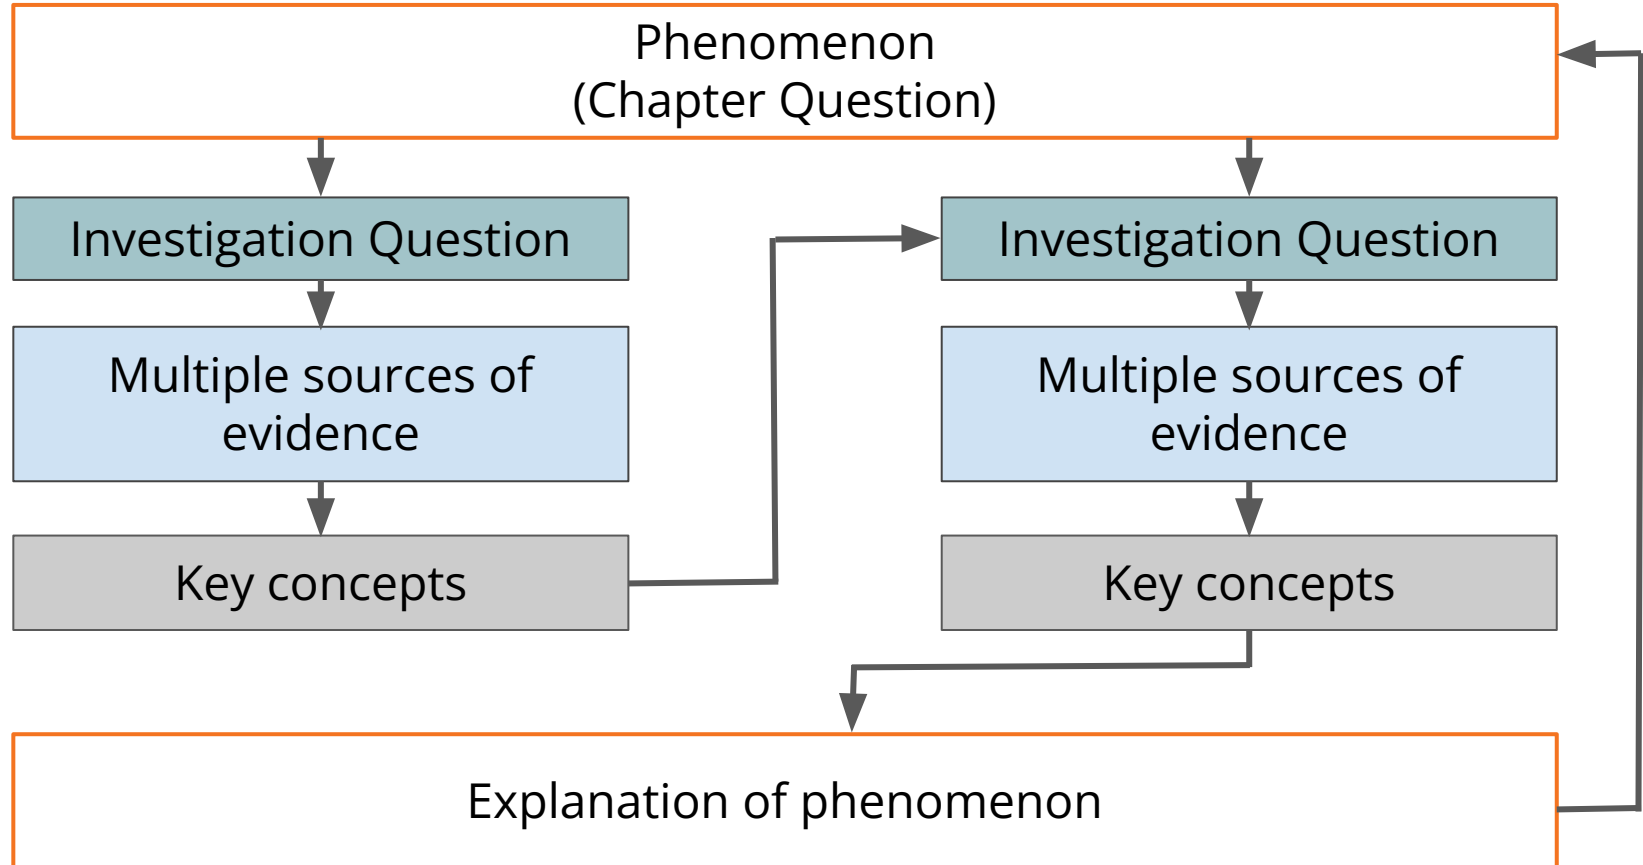 Phenomenon
(Chapter Question)
Investigation Question
Multiple sources of
evidence
Key concepts
Investigation Question
Multiple sources of
evidence
Key concepts
Explanation of phenomenon